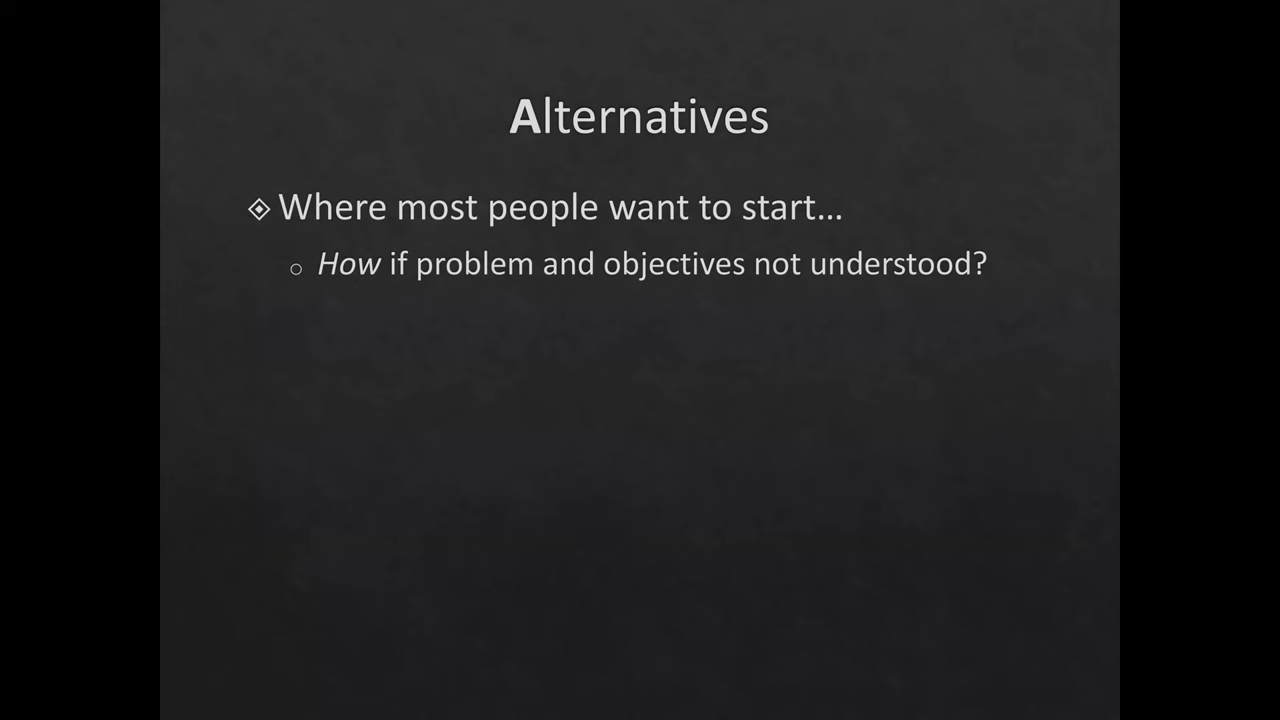 Alternatives
Where most people want to start...
How if problem and objectives not understood?